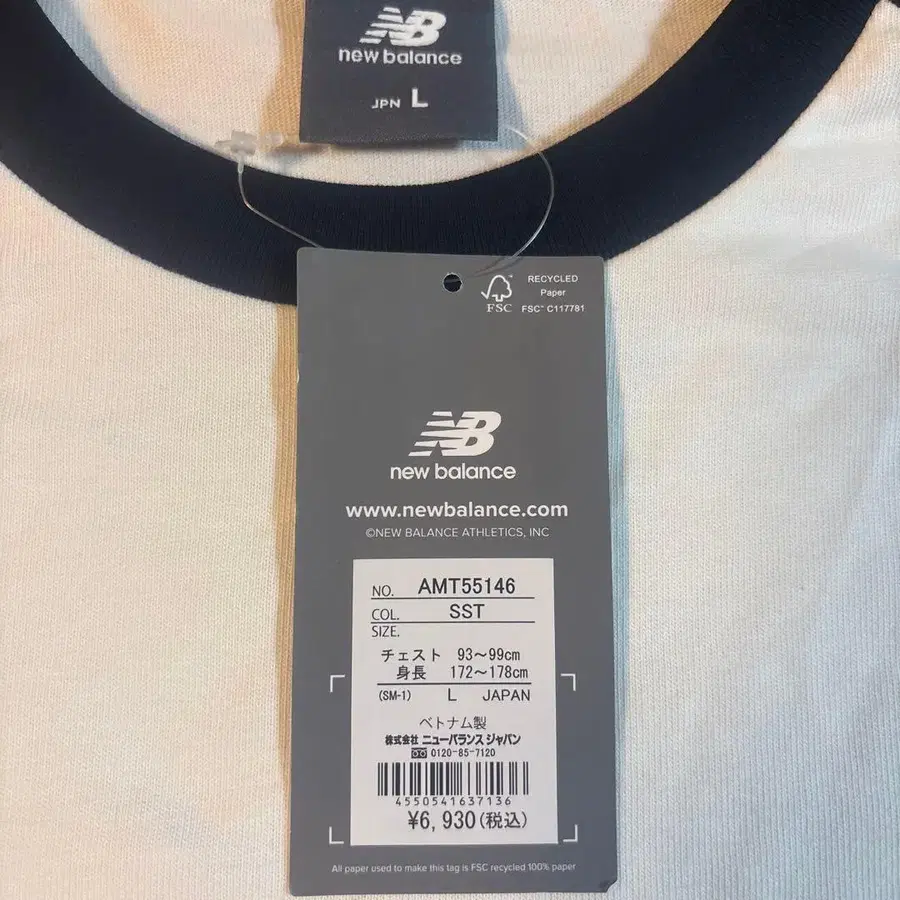 NB
new balance
JPN L
RECYCLED
Paper
FSC
FSC™ C117781
NB
new balance
www.newbalance.com
©NEW BALANCE ATHLETICS, INC
NO. AMT55146
COL. SST
SIZE.
チェスト 93～99cm
身長 172～178cm
(SM-1) L JAPAN
ベトナム製
株式会社 ニューバランス ジャパン
0120-85-7120
4550541637136
¥6,930(税込)
All paper used to make this tag is FSC recycled 100% paper